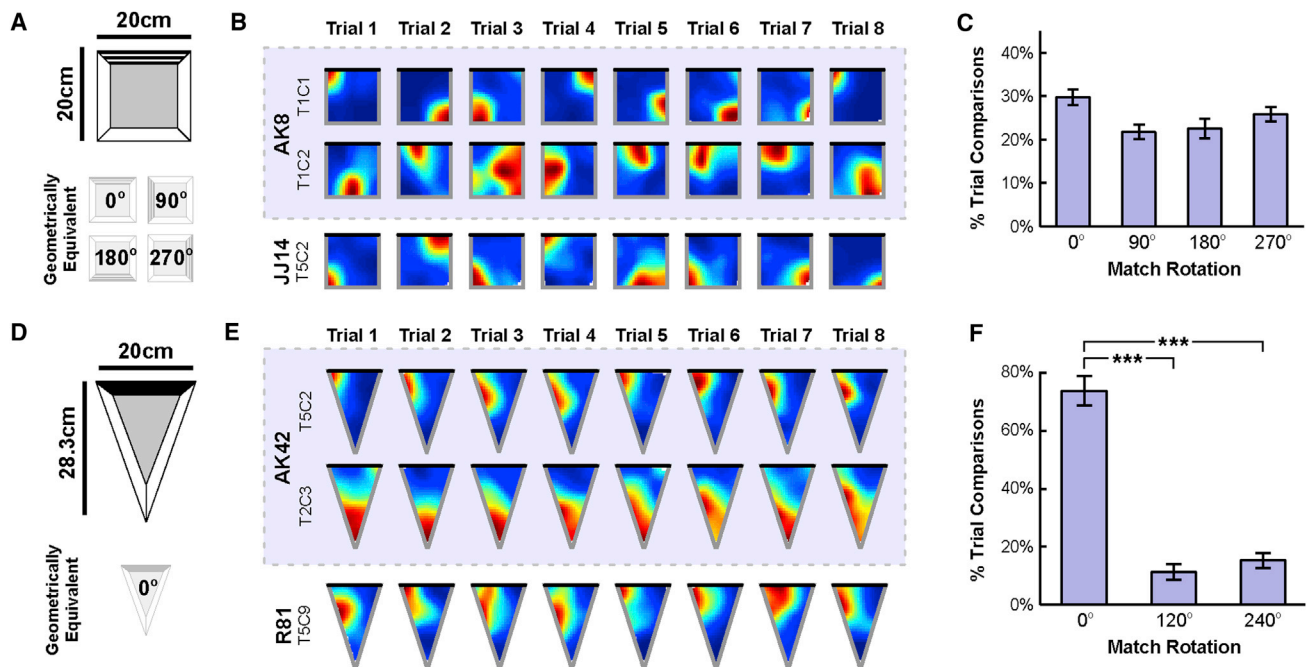 A
20cm
20cm
Geometrically
Equivalent
0°
90°
180°
270°
B
Trial 1 Trial 2 Trial 3 Trial 4 Trial 5 Trial 6 Trial 7 Trial 8
AK8
T1C1
T1C2
JJ14
T5C2
C
40%
30%
20%
10%
0%
% Trial Comparisons
0° 90° 180° 270°
Match Rotation
D
20cm
28.3cm
Geometrically
Equivalent
0°
E
Trial 1 Trial 2 Trial 3 Trial 4 Trial 5 Trial 6 Trial 7 Trial 8
AK42
T5C2
T2C3
R81
T5C9
F
***
***
80%
60%
40%
20%
0%
% Trial Comparisons
0° 120° 240°
Match Rotation